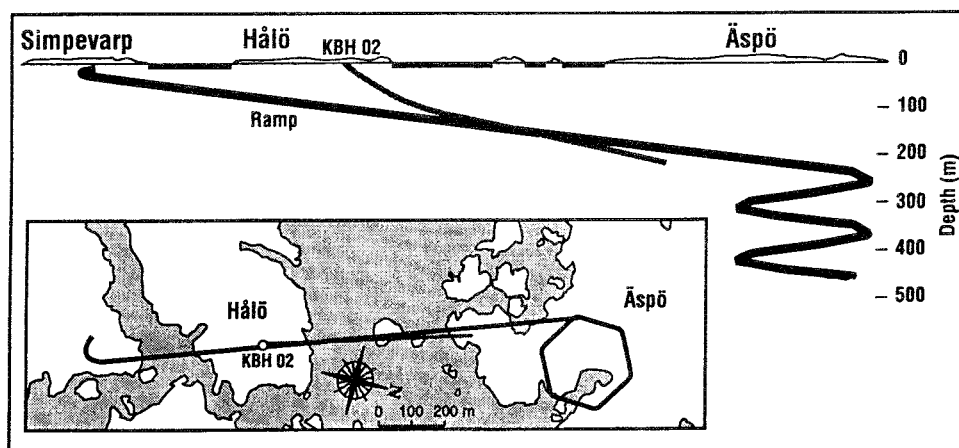 Simpevarp Hålö KBH 02 Äspö
0
100
Ramp
200
300
400
500
Depth (m)
Hålö
Äspö
KBH 02
N
0 100 200 m